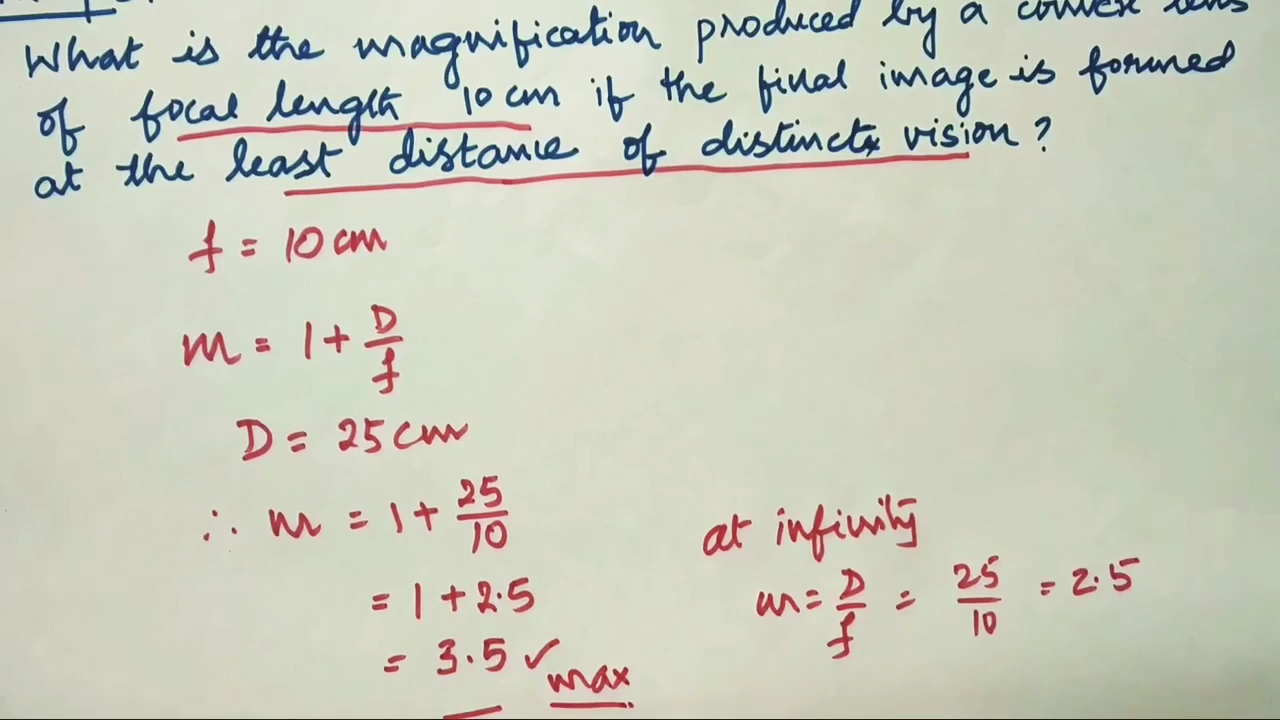 What is the magnification produced by a convex lens
of focal length 10 cm if the final image is formed
at the least distance of distinct vision?
f = 10 cm
m = 1 + D/f
D = 25 cm
∴ m = 1 + 25/10
= 1 + 2.5
= 3.5 ✓ max
at infinity
m = D/f = 25/10 = 2.5